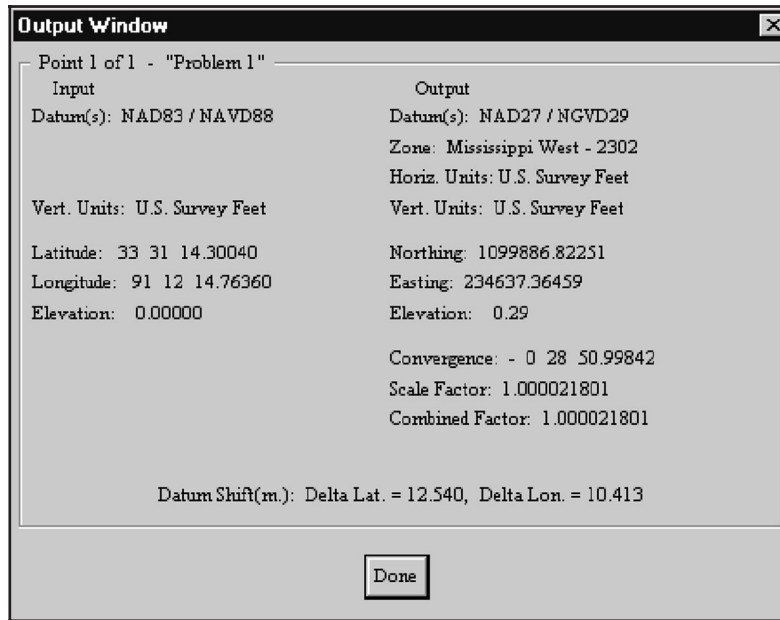 Output Window
Point 1 of 1 - "Problem 1"
Input
Datum(s): NAD83 / NAVD88
Vert. Units: U.S. Survey Feet
Latitude: 33 31 14.30040
Longitude: 91 12 14.76360
Elevation: 0.00000
Output
Datum(s): NAD27 / NGVD29
Zone: Mississippi West - 2302
Horiz. Units: U.S. Survey Feet
Vert. Units: U.S. Survey Feet
Northing: 1099886.82251
Easting: 234637.36459
Elevation: 0.29
Convergence: - 0 28 50.99842
Scale Factor: 1.000021801
Combined Factor: 1.000021801
Datum Shift(m.): Delta Lat. = 12.540, Delta Lon. = 10.413
Done